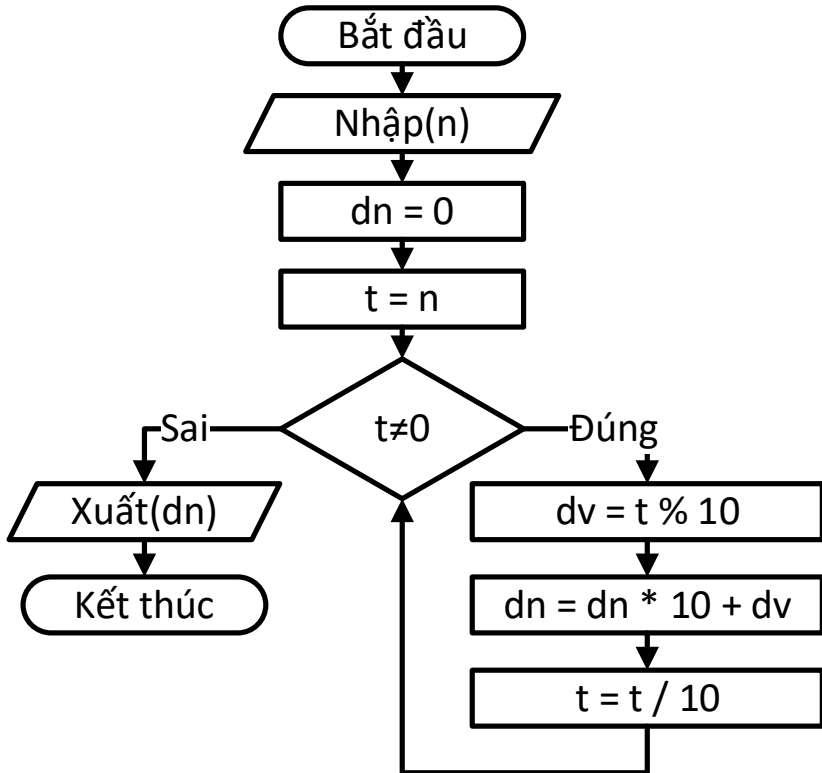 Bắt đầu
Nhập(n)
dn = 0
t = n
t≠0
Sai
Đúng
Xuất(dn)
Kết thúc
dv = t % 10
dn = dn * 10 + dv
t = t / 10